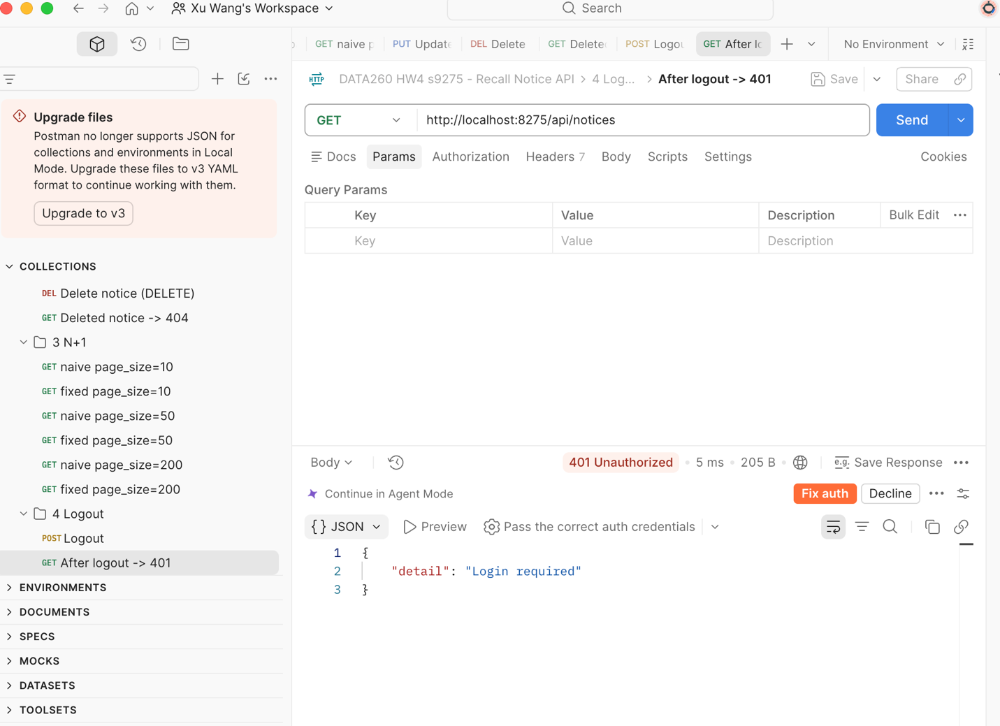 Xu Wang's Workspace
Search
GET naive p
PUT Update
DEL Delete
GET Delete
POST Logou
GET After lo
No Environment
HTTP
DATA260 HW4 s9275 - Recall Notice API > 4 Log... > After logout -> 401
Save
Share
Upgrade files
Postman no longer supports JSON for
collections and environments in Local
Mode. Upgrade these files to v3 YAML
format to continue working with them.
Upgrade to v3
GET
http://localhost:8275/api/notices
Send
Docs
Params
Authorization
Headers 7
Body
Scripts
Settings
Cookies
Query Params
Key
Value
Description
Bulk Edit
Key
Value
Description
COLLECTIONS
DEL Delete notice (DELETE)
GET Deleted notice -> 404
3 N+1
GET naive page_size=10
GET fixed page_size=10
GET naive page_size=50
GET fixed page_size=50
GET naive page_size=200
GET fixed page_size=200
4 Logout
POST Logout
GET After logout -> 401
ENVIRONMENTS
DOCUMENTS
SPECS
MOCKS
DATASETS
TOOLSETS
Body
401 Unauthorized
5 ms
205 B
e.g. Save Response
Continue in Agent Mode
Fix auth
Decline
{} JSON
Preview
Pass the correct auth credentials
1 {
2 "detail": "Login required"
3 }